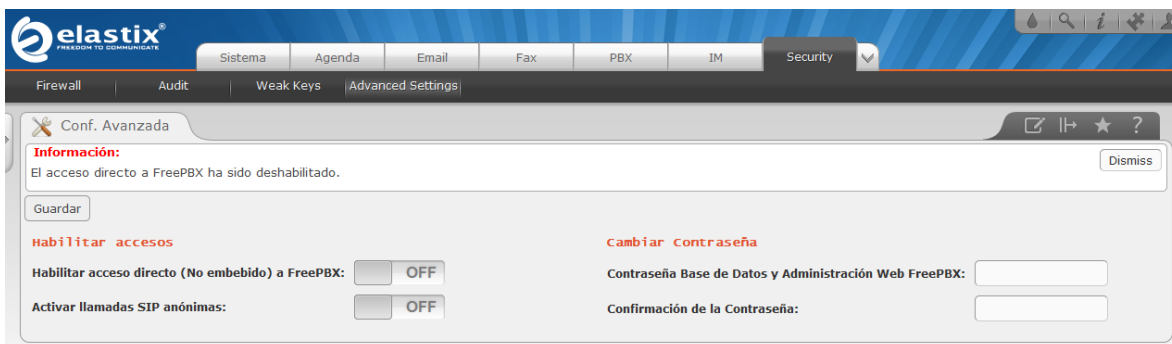 elastix®
FREEDOM TO COMMUNICATE
Sistema Agenda Email Fax PBX IM Security
Firewall Audit Weak Keys Advanced Settings
Conf. Avanzada
Información:
Dismiss
El acceso directo a FreePBX ha sido deshabilitado.
Guardar
Habilitar accesos
Cambiar Contraseña
Habilitar acceso directo (No embebido) a FreePBX: OFF
Contraseña Base de Datos y Administración Web FreePBX:
Activar llamadas SIP anónimas: OFF
Confirmación de la Contraseña: